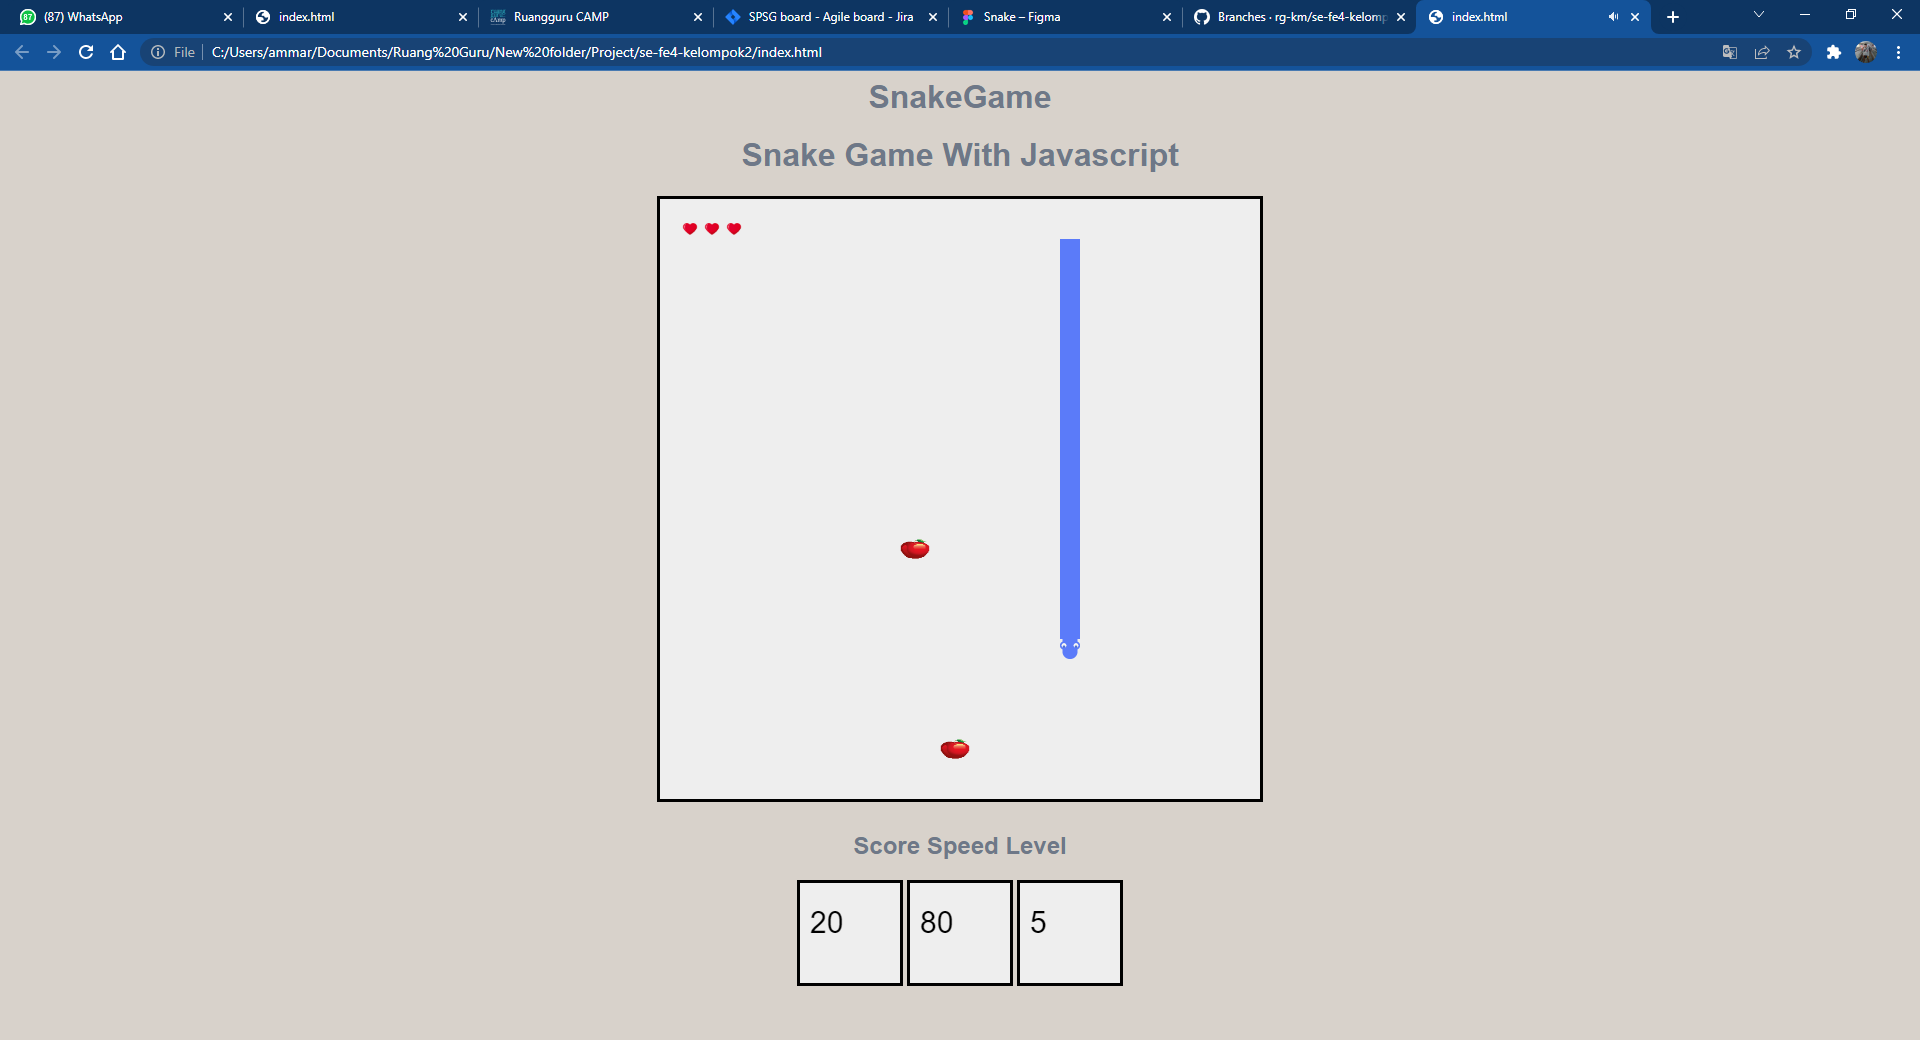 (87) WhatsApp
index.html
Ruangguru CAMP
SPSG board - Agile board - Jira
Snake – Figma
Branches · rg-km/se-fe4-kelomp
index.html
File
C:/Users/ammar/Documents/Ruang%20Guru/New%20folder/Project/se-fe4-kelompok2/index.html
SnakeGame
Snake Game With Javascript
Score Speed Level
20
80
5